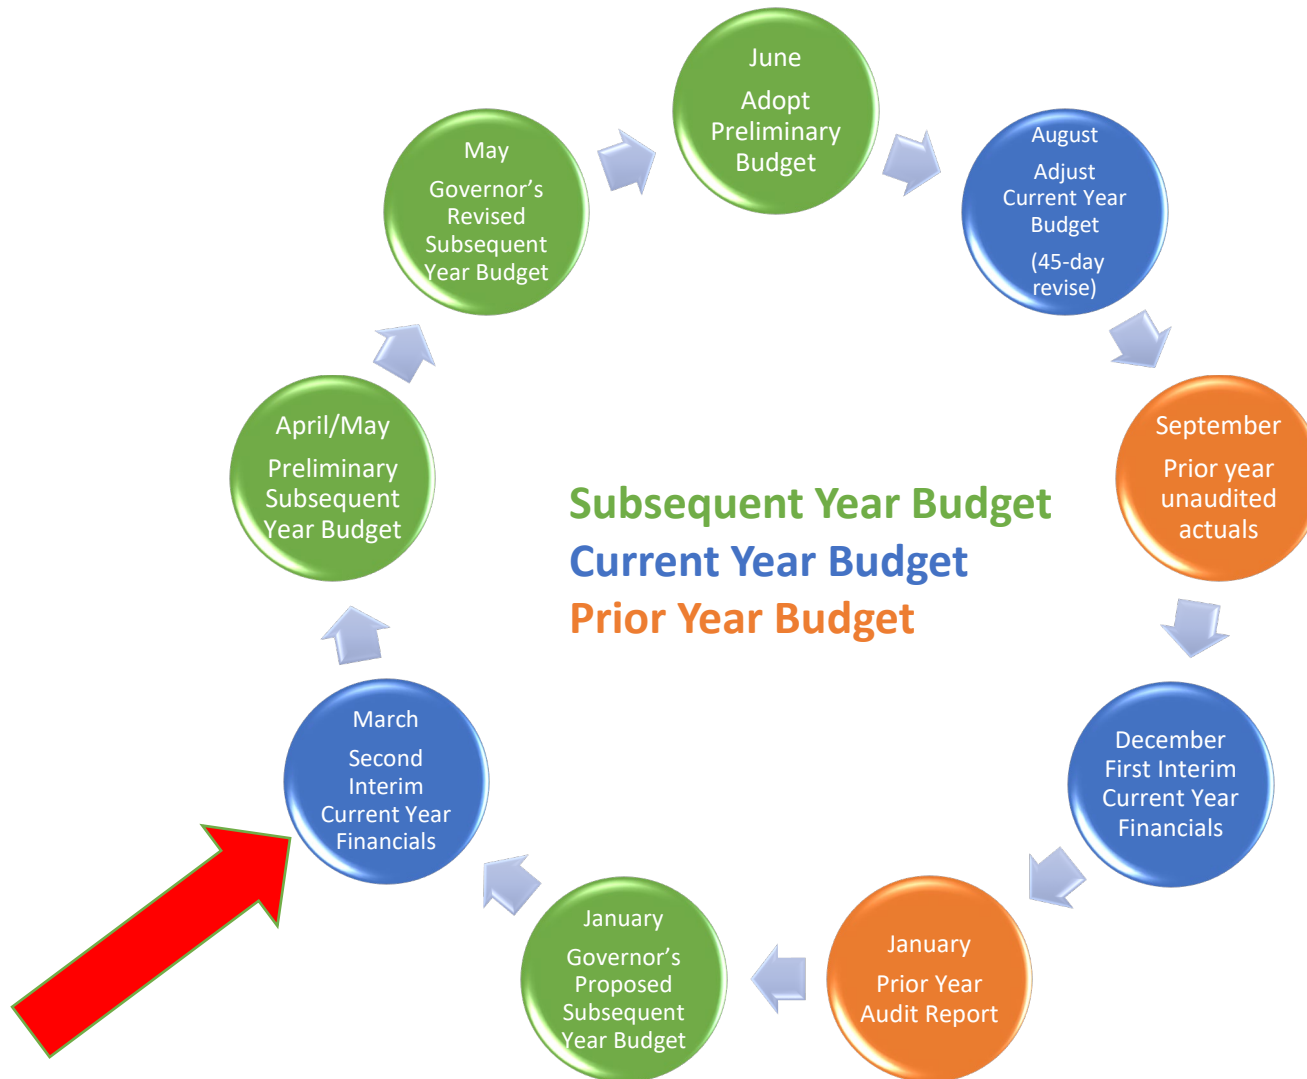 June
Adopt
Preliminary
Budget
August
Adjust
Current Year
Budget
(45-day
revise)
September
Prior year
unaudited
actuals
December
First Interim
Current Year
Financials
January
Prior Year
Audit Report
January
Governor’s
Proposed
Subsequent
Year Budget
March
Second
Interim
Current Year
Financials
April/May
Preliminary
Subsequent
Year Budget
May
Governor’s
Revised
Subsequent
Year Budget
Subsequent Year Budget
Current Year Budget
Prior Year Budget